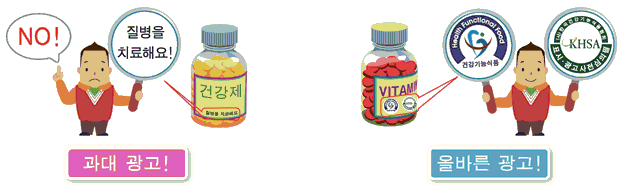 NO!
질병을
치료해요!
건강제
질병을 치료해요
과대 광고!
VITAMIN
Health Functional Food
건강기능식품
KHSA
표시·광고사전심의필
올바른 광고!